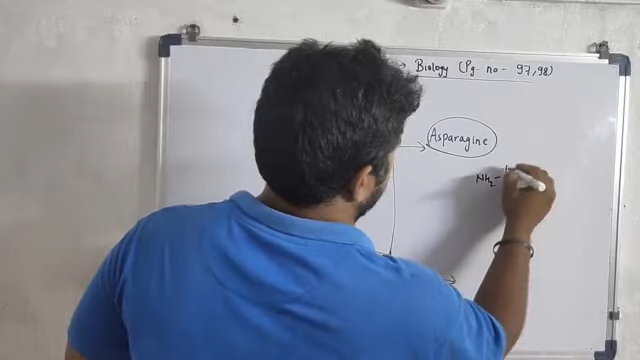 Biology (Pg. no - 97,98)
Asparagine
NH2-